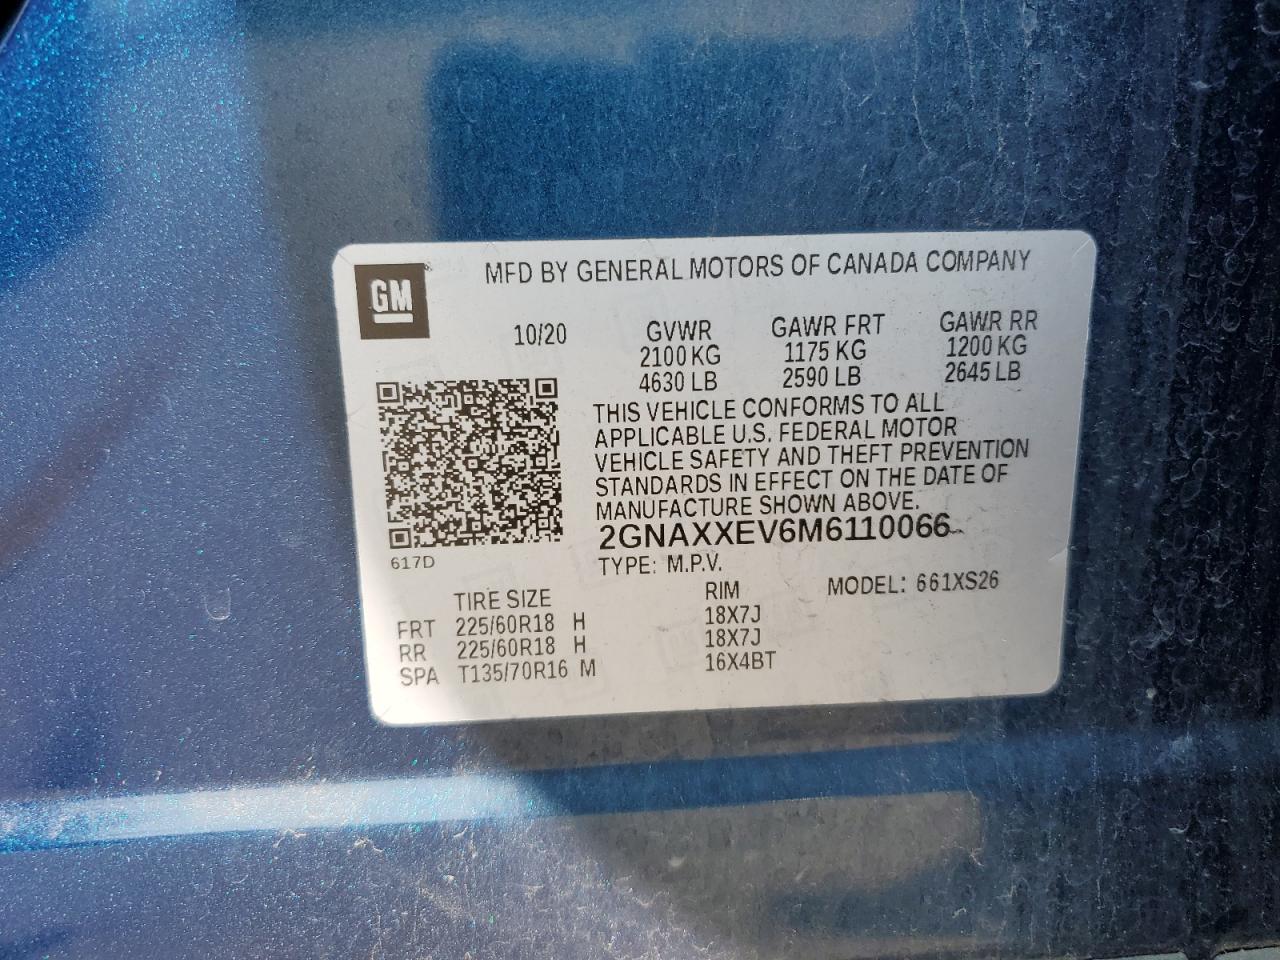 GM
MFD BY GENERAL MOTORS OF CANADA COMPANY
10/20 GVWR GAWR FRT GAWR RR
2100 KG 1175 KG 1200 KG
4630 LB 2590 LB 2645 LB
THIS VEHICLE CONFORMS TO ALL
APPLICABLE U.S. FEDERAL MOTOR
VEHICLE SAFETY AND THEFT PREVENTION
STANDARDS IN EFFECT ON THE DATE OF
MANUFACTURE SHOWN ABOVE.
2GNAXXEV6M6110066
617D
TYPE: M.P.V.
TIRE SIZE RIM MODEL: 661XS26
FRT 225/60R18 H 18X7J
RR 225/60R18 H 18X7J
SPA T135/70R16 M 16X4BT